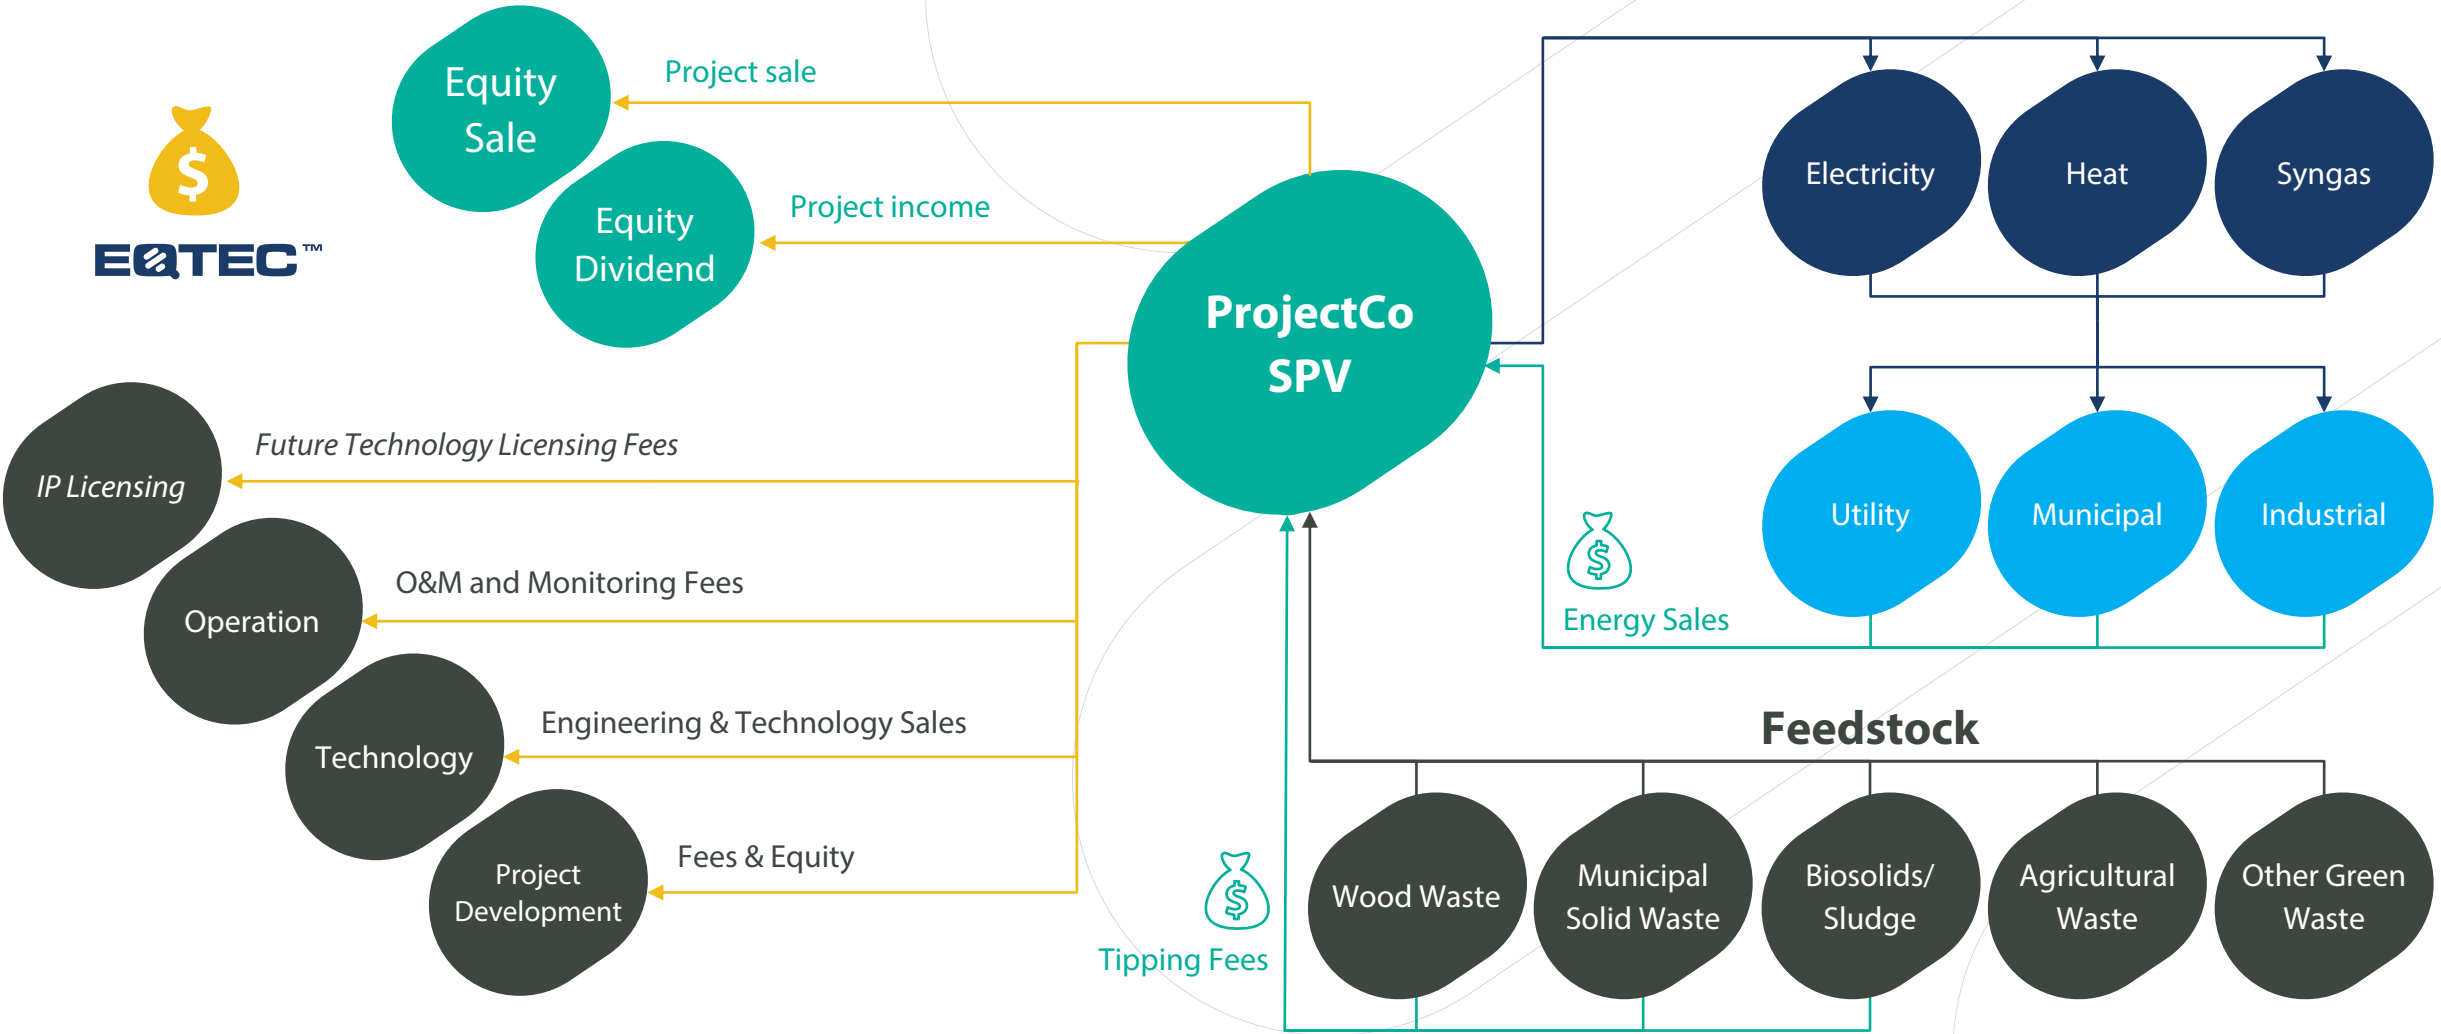 EQTEC™
Equity
Sale
Project sale
Equity
Dividend
Project income
ProjectCo
SPV
Electricity
Heat
Syngas
IP Licensing
Future Technology Licensing Fees
Operation
O&M and Monitoring Fees
Technology
Engineering & Technology Sales
Project
Development
Fees & Equity
Utility
Municipal
Industrial
$
Energy Sales
Feedstock
Wood Waste
Municipal
Solid Waste
Biosolids/
Sludge
Agricultural
Waste
Other Green
Waste
$
Tipping Fees
$